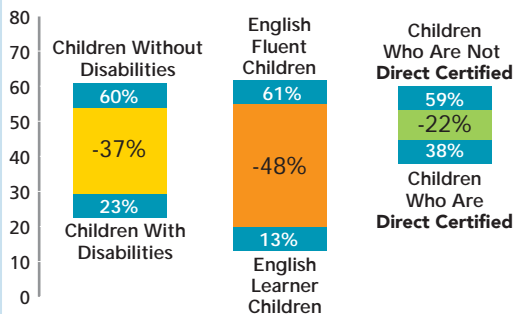 80
70
60
50
40
30
20
10
0
Children Without
Disabilities
60%
-37%
23%
Children With
Disabilities
English
Fluent
Children
61%
-48%
13%
English
Learner
Children
Children
Who Are Not
Direct Certified
59%
-22%
38%
Children
Who Are
Direct Certified